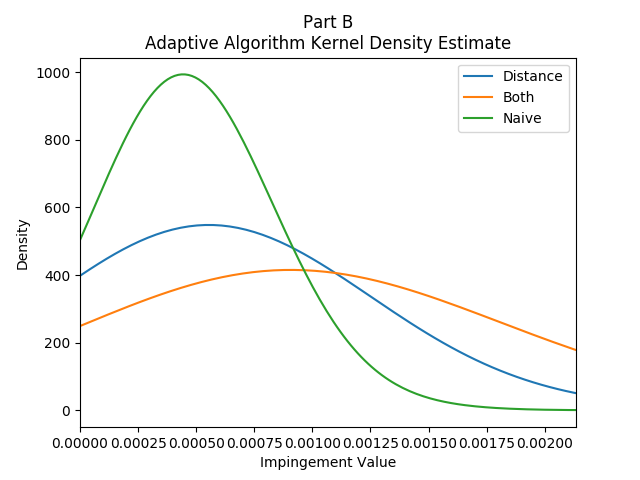 Part B
Adaptive Algorithm Kernel Density Estimate
Distance
Both
Naive
1000
800
600
400
200
0
Density
0.00000 0.00025 0.00050 0.00075 0.00100 0.00125 0.00150 0.00175 0.00200
Impingement Value